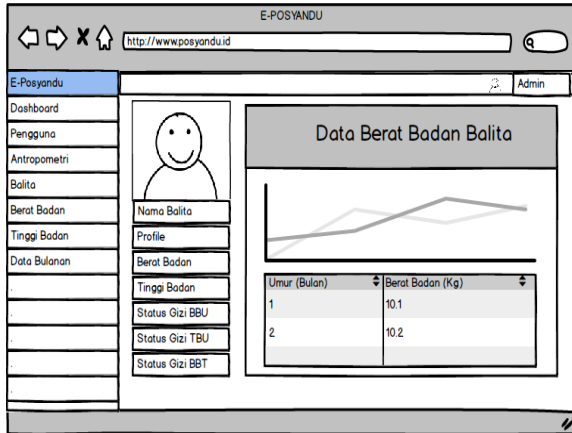 E-POSYANDU
http://www.posyandu.id
E-Posyandu
Admin
Dashboard
Pengguna
Antropometri
Balita
Berat Badan
Tinggi Badan
Data Bulanan
.
.
.
.
.
Nama Balita
Profile
Berat Badan
Tinggi Badan
Status Gizi BBU
Status Gizi TBU
Status Gizi BBT
Data Berat Badan Balita
Umur (Bulan) Berat Badan (Kg)
1 10.1
2 10.2